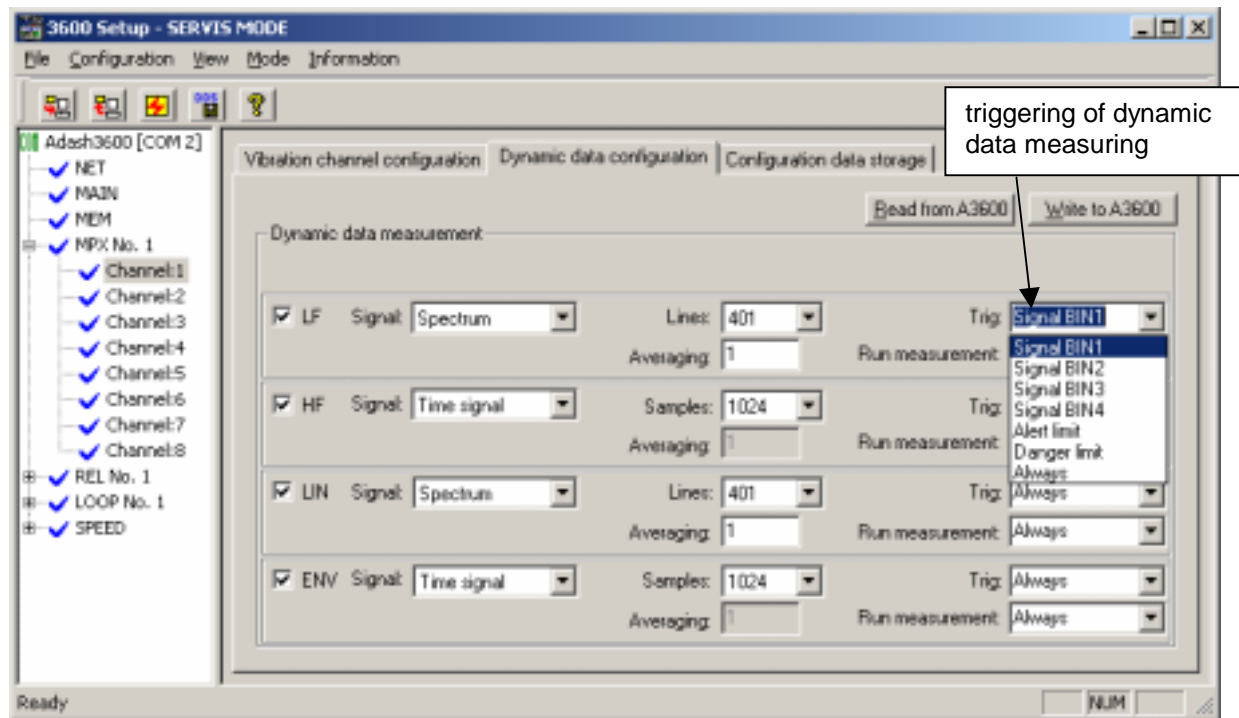 3600 Setup - SERVIS MODE
File Configuration View Mode Information
triggering of dynamic
data measuring
Adash3600 [COM 2]
NET
MAIN
MEM
MPX No. 1
Channel:1
Channel:2
Channel:3
Channel:4
Channel:5
Channel:6
Channel:7
Channel:8
REL No. 1
LOOP No. 1
SPEED
Vibration channel configuration Dynamic data configuration Configuration data storage
Read from A3600 Write to A3600
Dynamic data measurement
LF Signal: Spectrum Lines: 401 Trig: Signal BIN1
Averaging: 1 Run measurement:
Signal BIN1
Signal BIN2
Signal BIN3
Signal BIN4
Alert limit
Danger limit
Always
HF Signal: Time signal Samples: 1024 Trig:
Averaging: 1 Run measurement:
LIN Signal: Spectrum Lines: 401 Trig: Always
Averaging: 1 Run measurement: Always
ENV Signal: Time signal Samples: 1024 Trig: Always
Averaging: 1 Run measurement: Always
Ready NUM